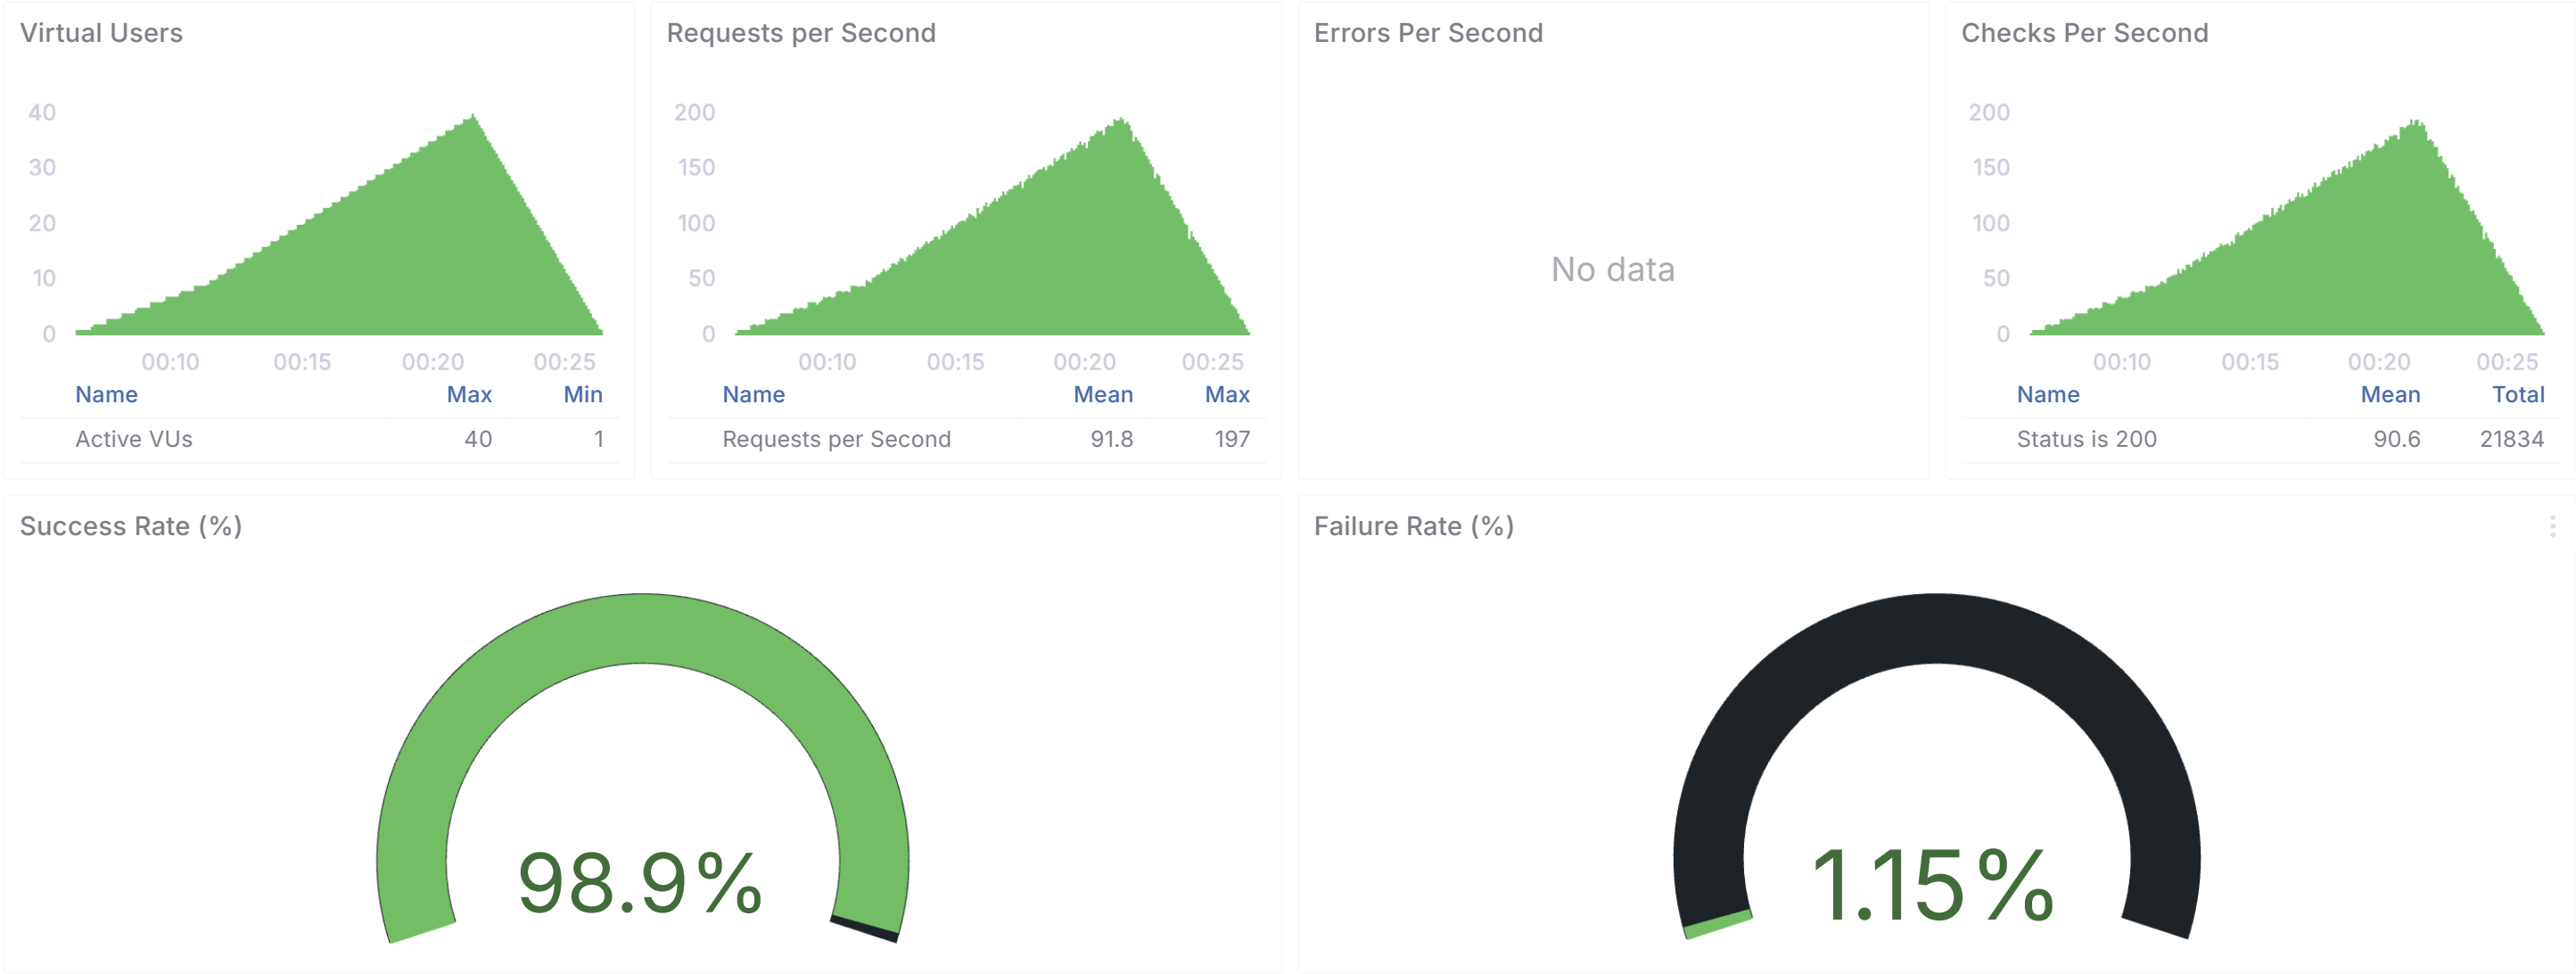 Virtual Users
40
30
20
10
0
00:10 00:15 00:20 00:25
Name Max Min
Active VUs 40 1
Requests per Second
200
150
100
50
0
00:10 00:15 00:20 00:25
Name Mean Max
Requests per Second 91.8 197
Errors Per Second
No data
Checks Per Second
200
150
100
50
0
00:10 00:15 00:20 00:25
Name Mean Total
Status is 200 90.6 21834
Success Rate (%)
98.9%
Failure Rate (%)
1.15%